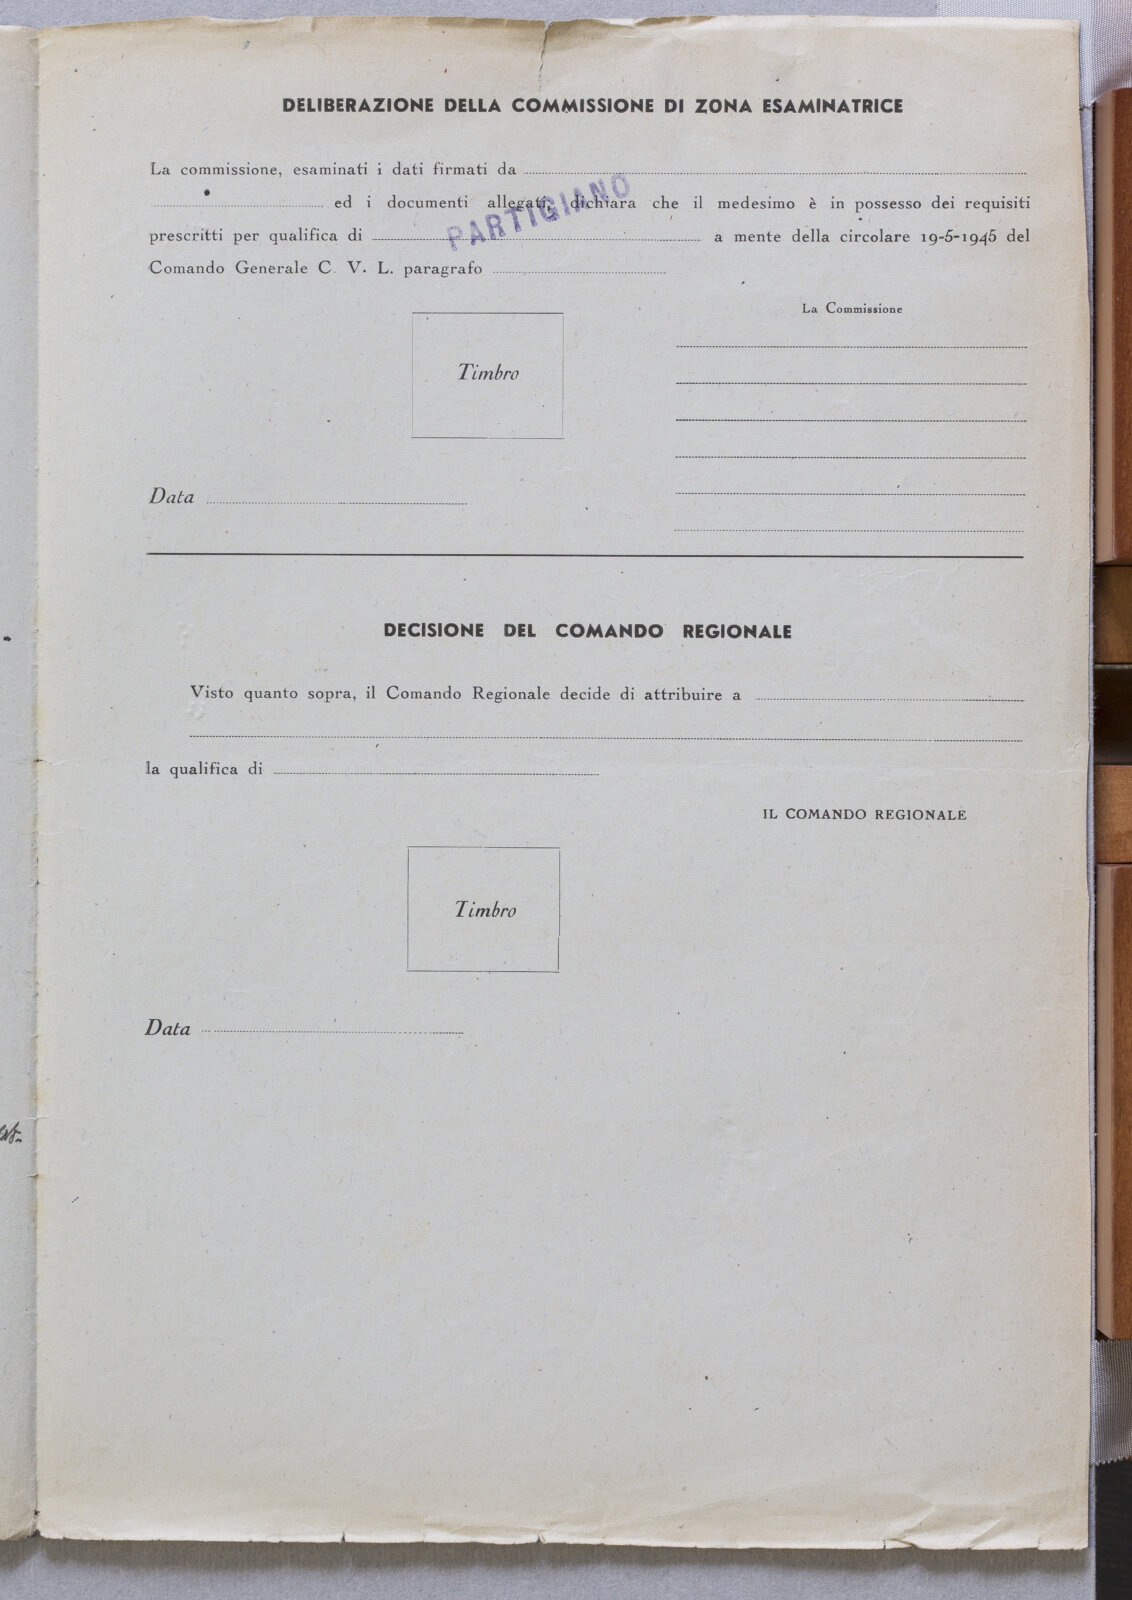 DELIBERAZIONE DELLA COMMISSIONE DI ZONA ESAMINATRICE
La commissione, esaminati i dati firmati da
ed i documenti allegati, dichiara che il medesimo è in possesso dei requisiti
prescritti per qualifica di PARTIGIANO a mente della circolare 19-5-1945 del
Comando Generale C. V. L. paragrafo
La Commissione
Timbro
Data
DECISIONE DEL COMANDO REGIONALE
Visto quanto sopra, il Comando Regionale decide di attribuire a
la qualifica di
IL COMANDO REGIONALE
Timbro
Data